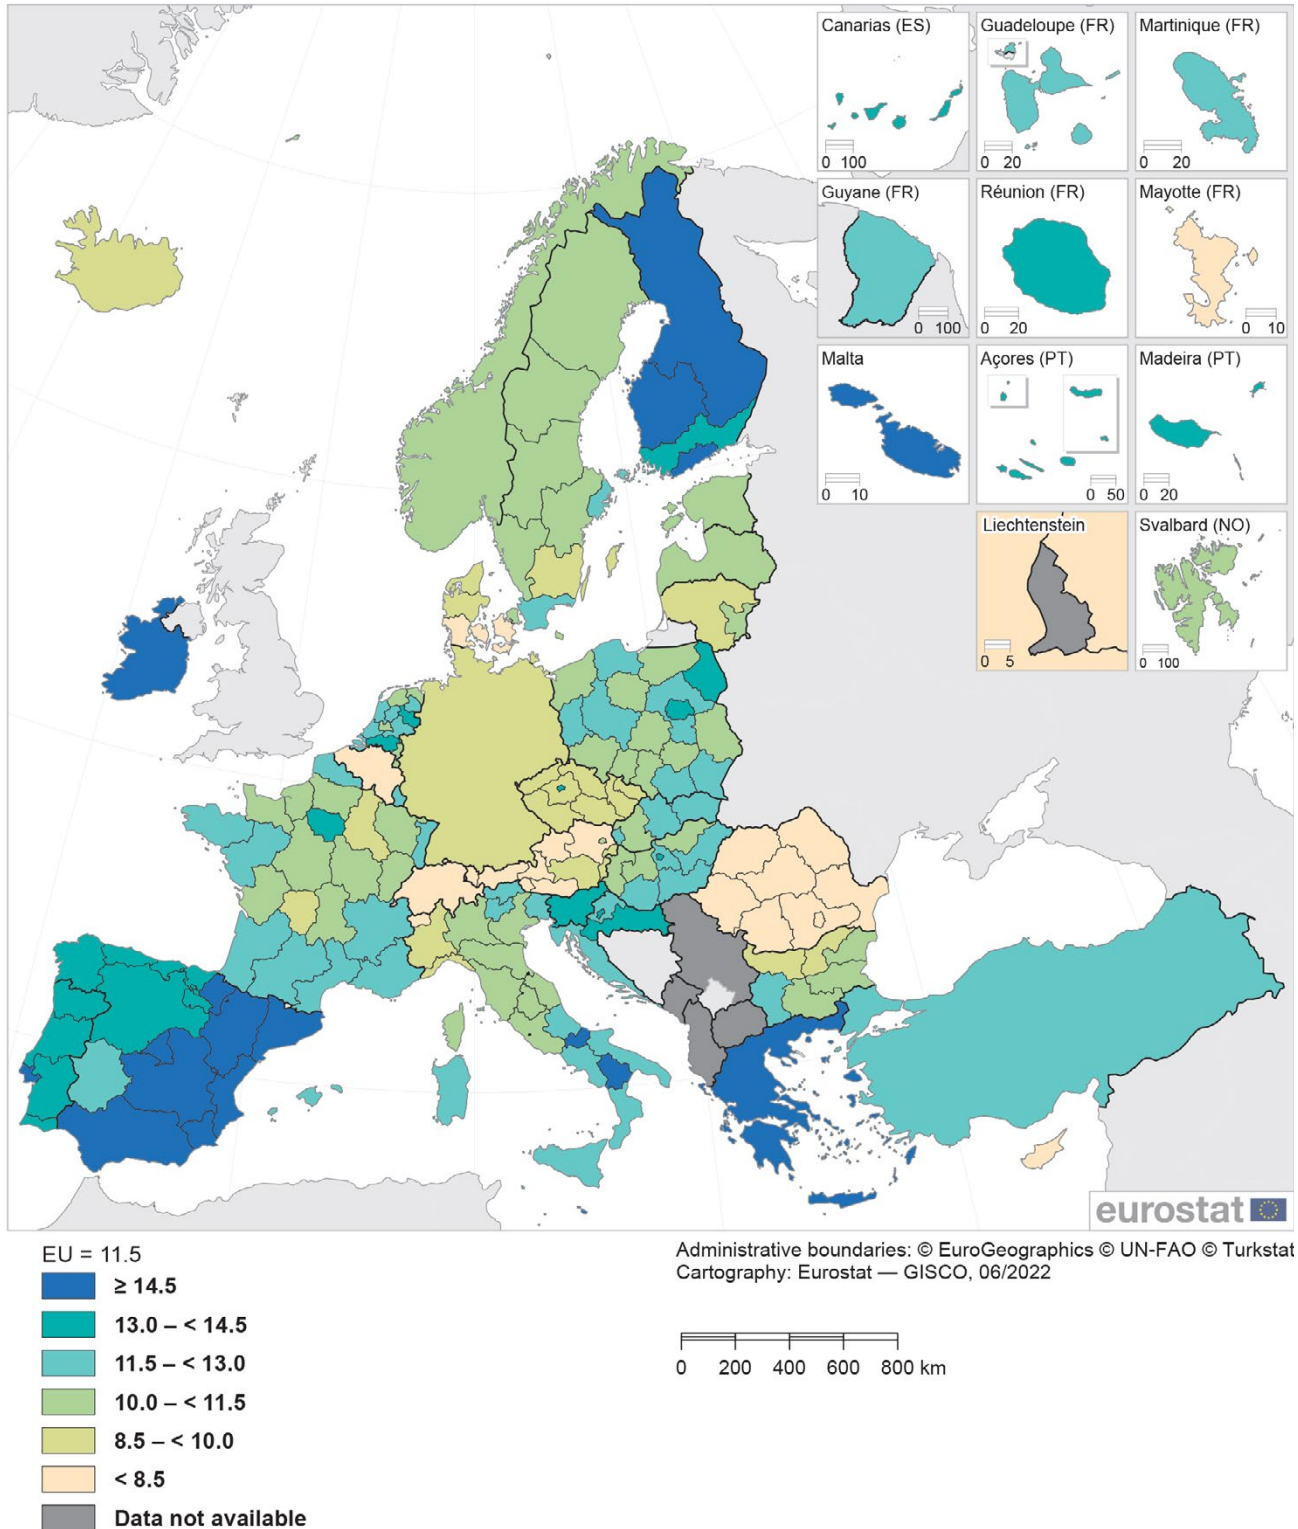 Canarias (ES)
0 100
Guadeloupe (FR)
0 20
Martinique (FR)
0 20
Guyane (FR)
0 100
Réunion (FR)
0 20
Mayotte (FR)
0 10
Malta
0 10
Açores (PT)
0 50
Madeira (PT)
0 20
Liechtenstein
0 5
Svalbard (NO)
0 100
eurostat
EU = 11.5
≥ 14.5
13.0 – < 14.5
11.5 – < 13.0
10.0 – < 11.5
8.5 – < 10.0
< 8.5
Data not available
Administrative boundaries: © EuroGeographics © UN-FAO © Turkstat
Cartography: Eurostat — GISCO, 06/2022
0 200 400 600 800 km